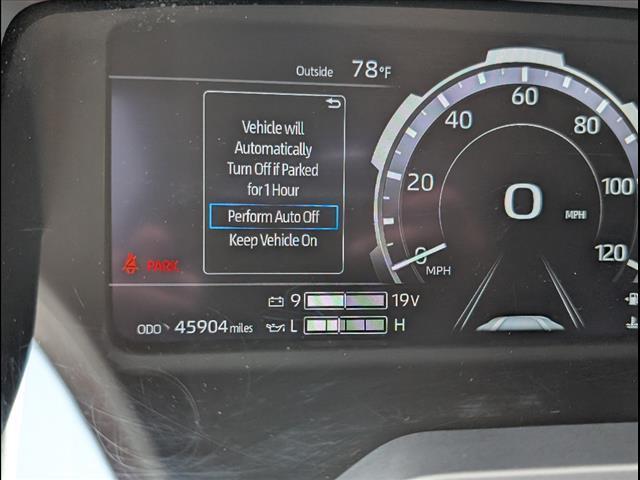 Outside 78°F
Vehicle will
Automatically
Turn Off if Parked
for 1 Hour
Perform Auto Off
Keep Vehicle On
PARK
9 19V
ODO 45904 miles L H
0 20 40 60 80 100 120
MPH
0 MPH